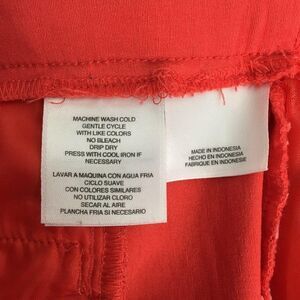 MACHINE WASH COLD
GENTLE CYCLE
WITH LIKE COLORS
NO BLEACH
DRIP DRY
PRESS WITH COOL IRON IF
NECESSARY
LAVAR A MAQUINA CON AGUA FRIA
CICLO SUAVE
CON COLORES SIMILARES
NO UTILIZAR CLORO
SECAR AL AIRE
PLANCHA FRIA SI NECESARIO
MADE IN INDONESIA
HECHO EN INDONESIA
FABRIQUE EN INDONESIE